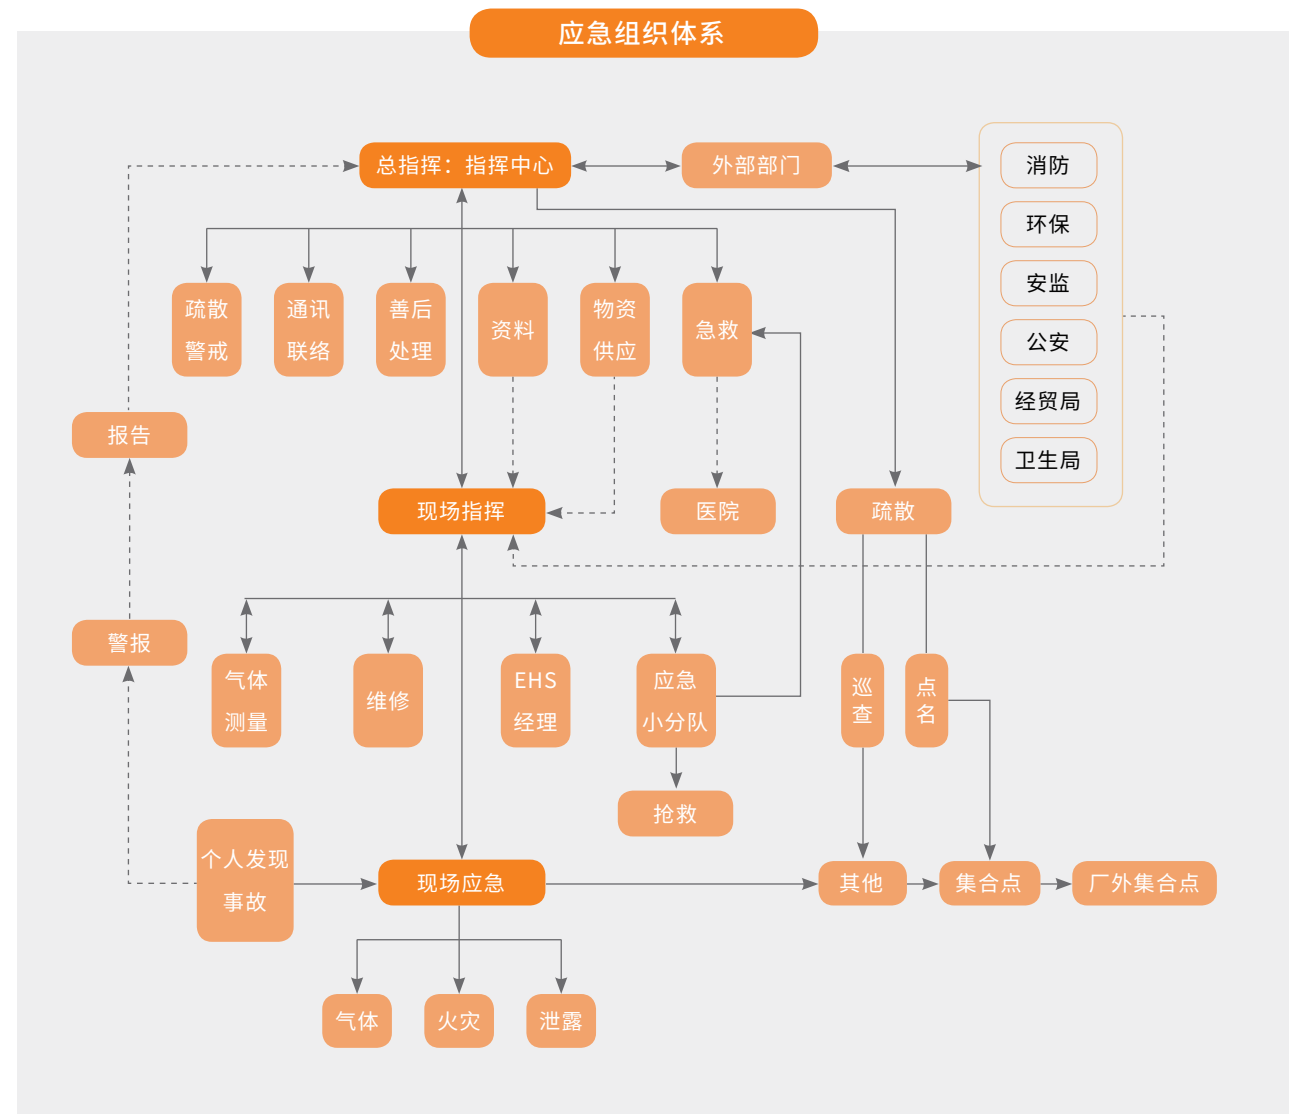 应急组织体系
总指挥：指挥中心
外部部门
消防
环保
安监
公安
经贸局
卫生局
疏散
警戒
通讯
联络
善后
处理
资料
物资
供应
急救
报告
现场指挥
医院
疏散
警报
气体
测量
维修
EHS
经理
应急
小分队
巡
查
点
名
抢救
个人发现
事故
现场应急
其他
集合点
厂外集合点
气体
火灾
泄露